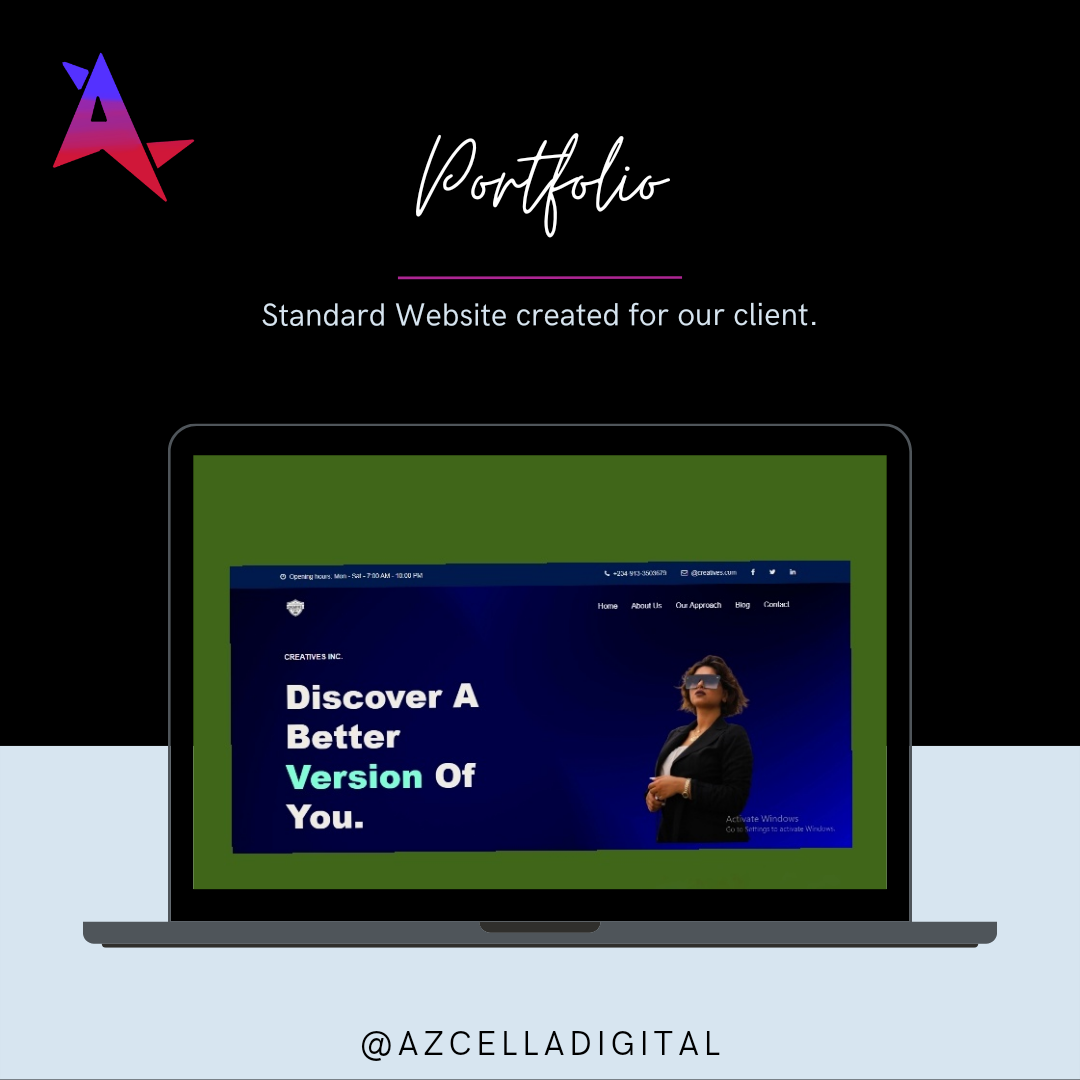 Portfolio
Standard Website created for our client.
Opening hours: Mon - Sat - 7:00 AM - 10:00 PM
@creatives.com
Home About Us Our Approach Blog Contact
CREATIVES INC.
Discover A
Better
Version Of
You.
Activate Windows
Go to Settings to activate Windows.
@AZCELLADIGITAL